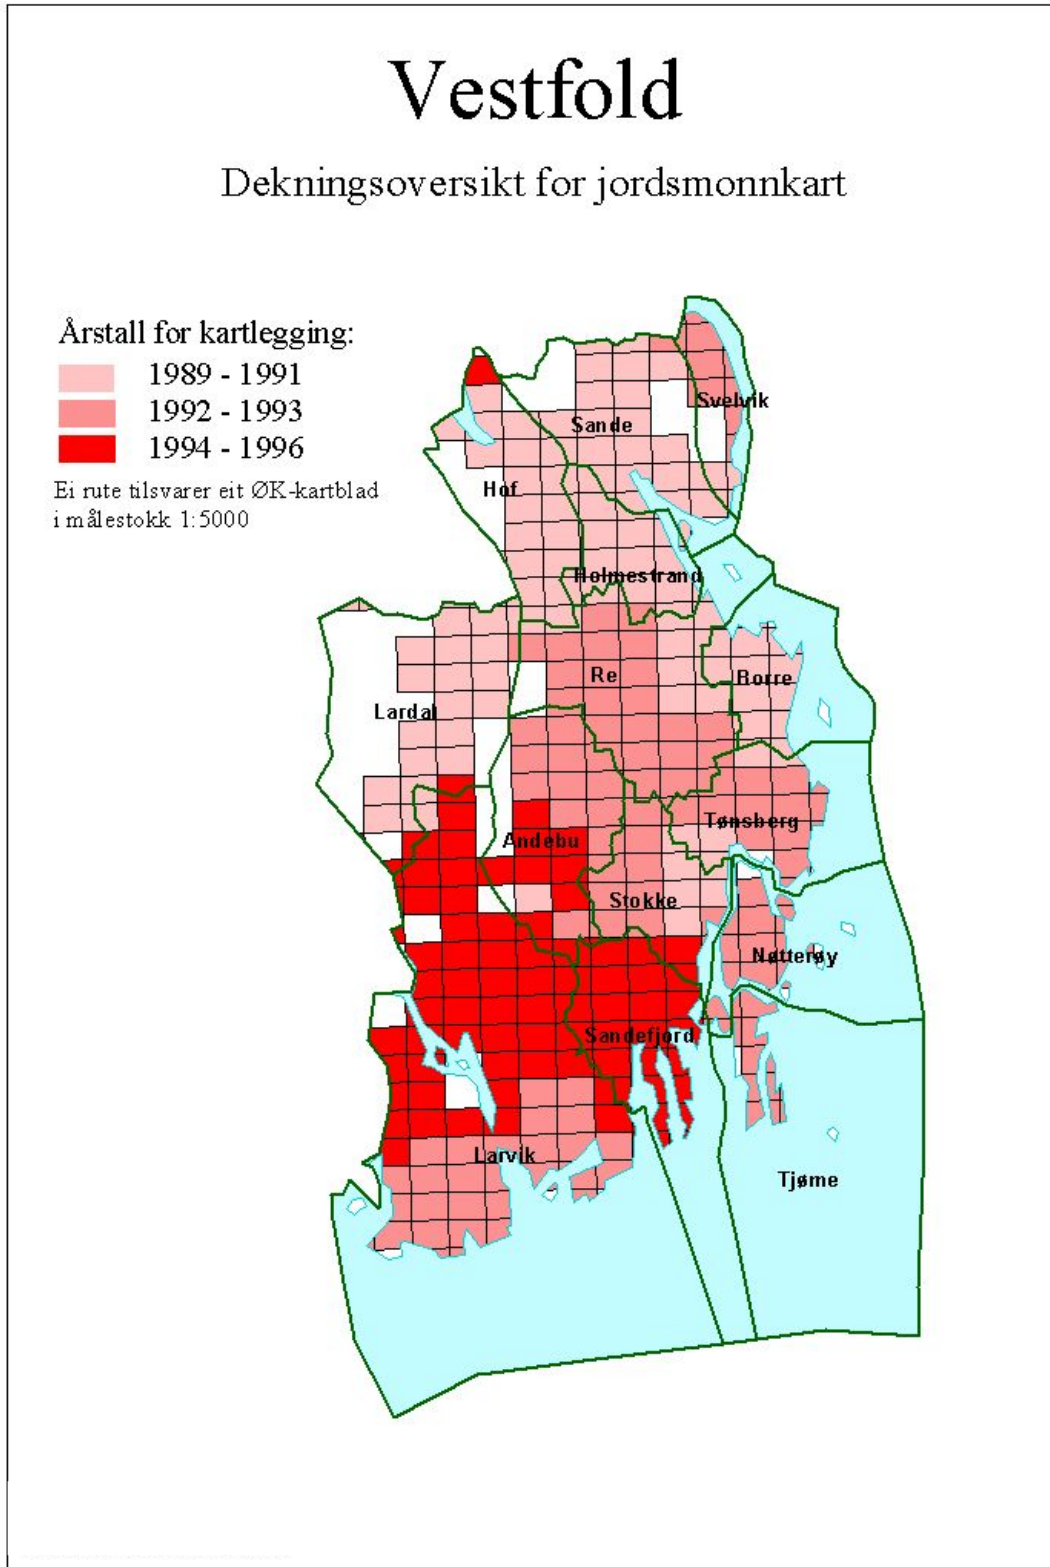 Vestfold
Dekningsoversikt for jordsmonnkart
Årstall for kartlegging:
1989 - 1991
1992 - 1993
1994 - 1996
Ei rute tilsvarer eit ØK-kartblad
i målestokk 1:5000
Svelvik
Sande
Hof
Holmestrand
Re
Borre
Lardal
Tønsberg
Andebu
Stokke
Nøtterøy
Sandefjord
Larvik
Tjøme